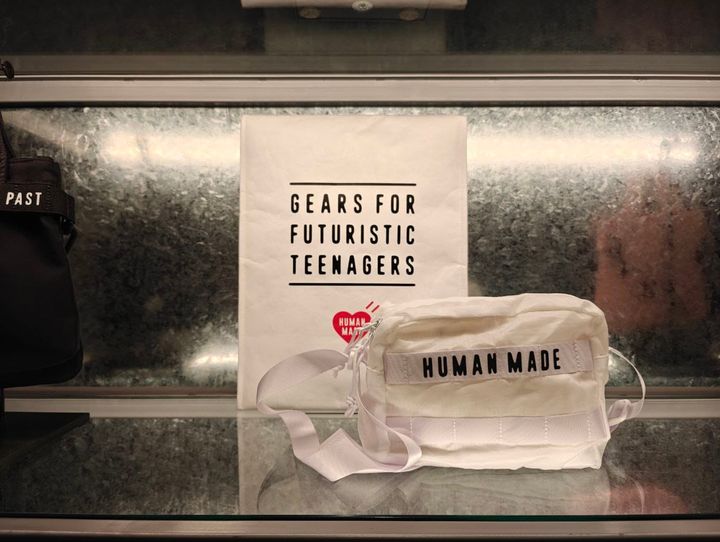 PAST
GEARS FOR
FUTURISTIC
TEENAGERS
HUMAN
MADE
HUMAN MADE